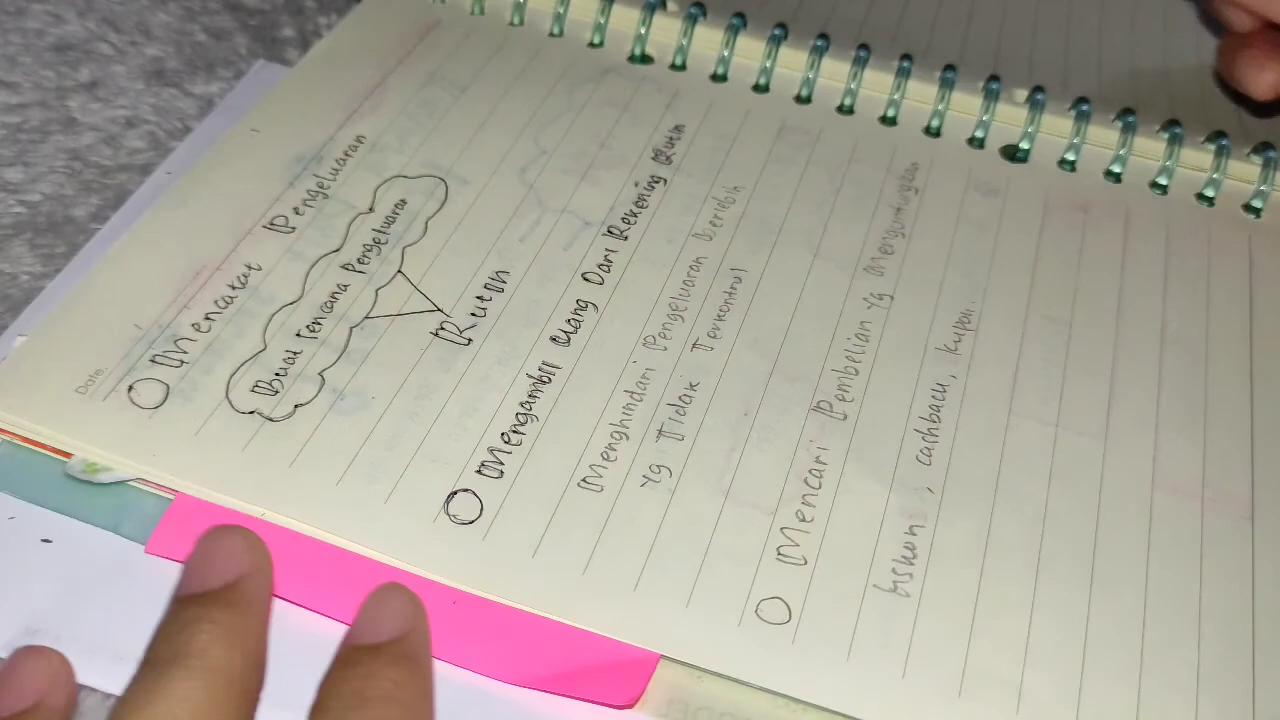 Date.
Mencatat Pengeluaran
Buat rencana Pengeluaran
Rutin
Mengambil Uang Dari Rekening Rutin
Menghindari Pengeluaran berlebih
Yg Tidak Terkontrol
Mencari Pembelian Yg Menguntungkan
Diskon, cashback, kupon.